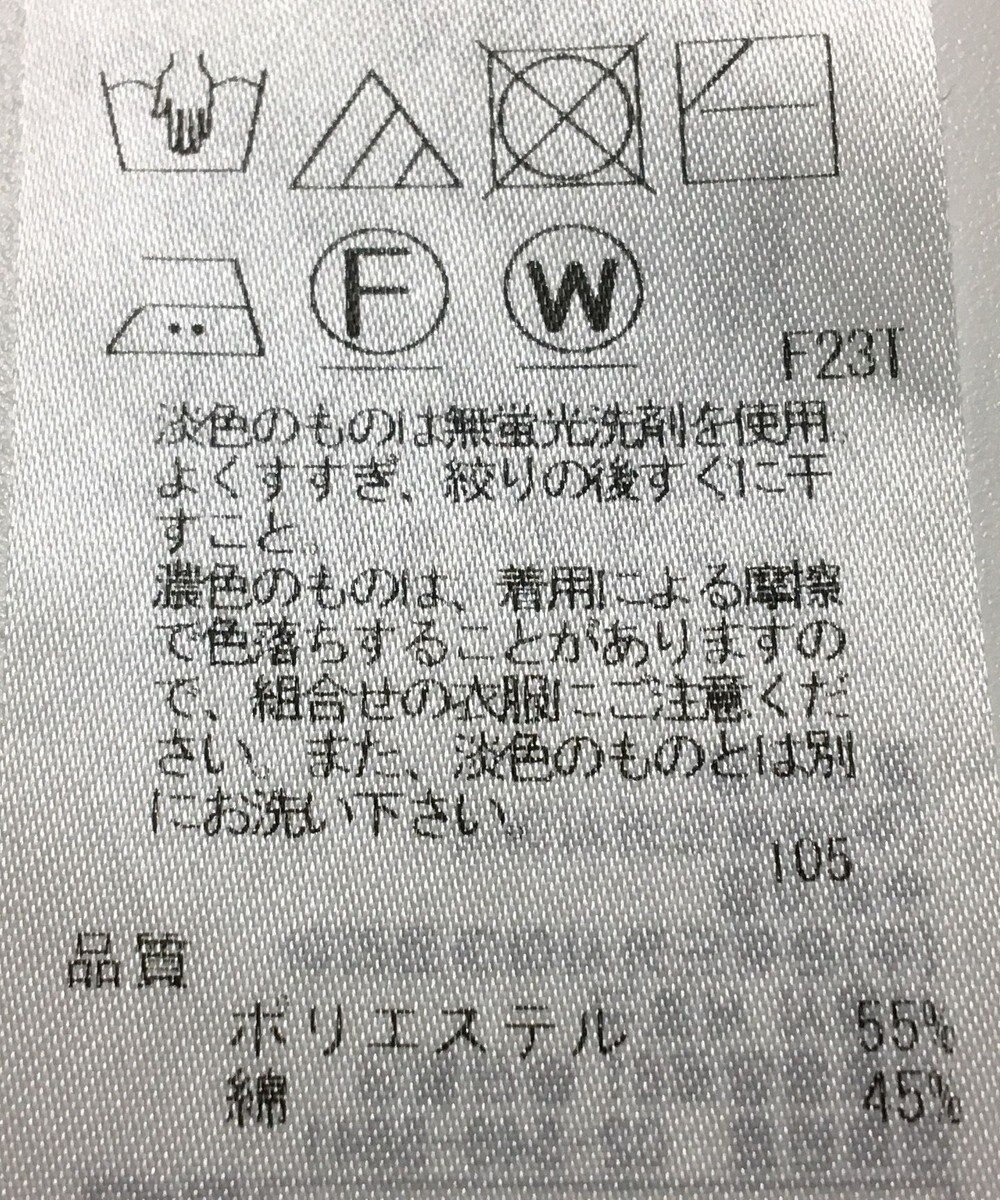 F
W
F23T
淡色のものは無蛍光洗剤を使用。
よくすすぎ、絞りの後すぐに干
すこと。
濃色のものは、着用による摩擦
で色落ちすることがありますの
で、組合せの衣服にご注意くだ
さい。また、淡色のものとは別
にお洗い下さい。
105
品質
ポリエステル 55%
綿 45%